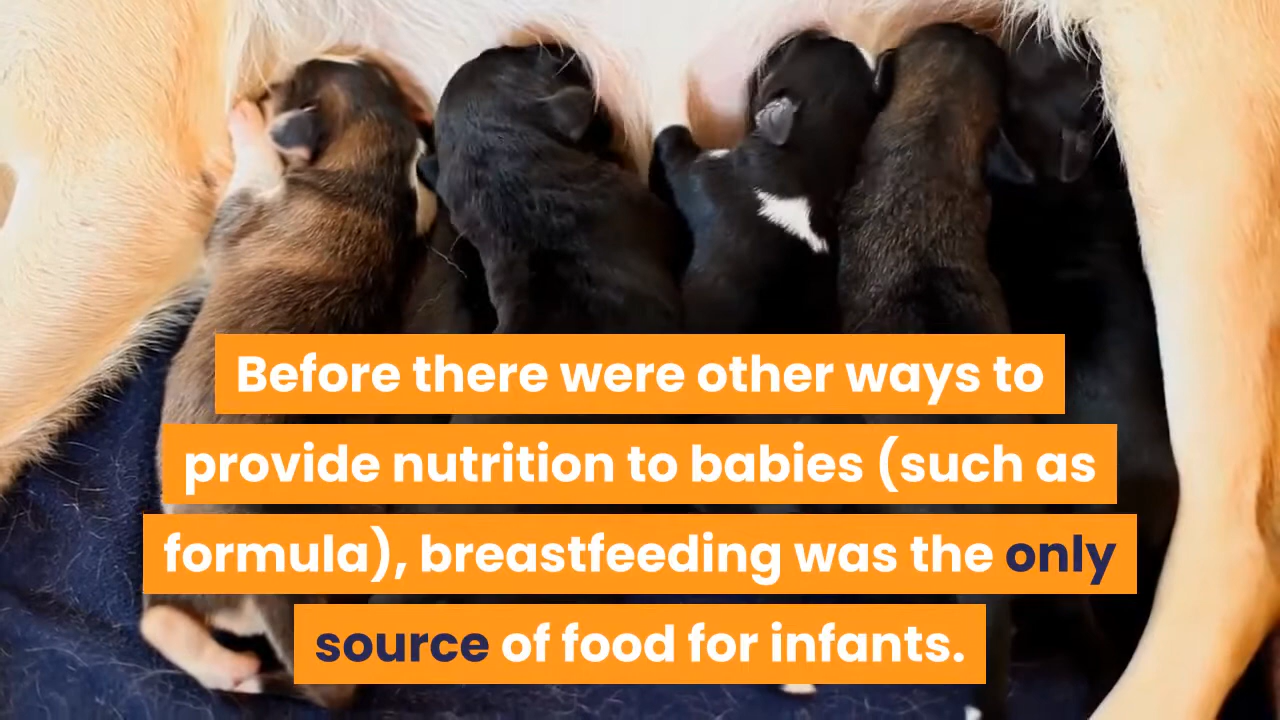 Before there were other ways to
provide nutrition to babies (such as
formula), breastfeeding was the only
source of food for infants.